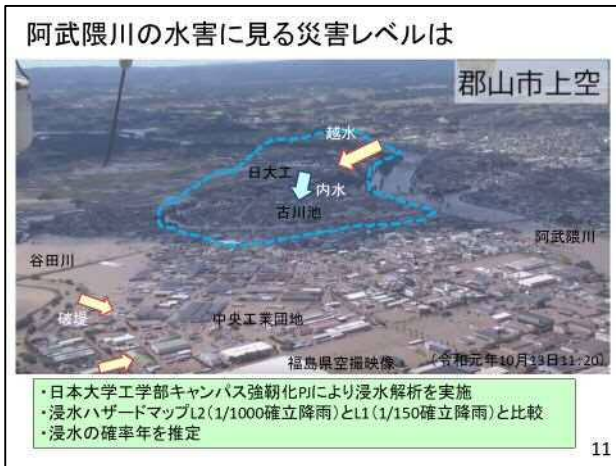 阿武隈川の水害に見る災害レベルは
郡山市上空
越水
日大工
内水
古川池
阿武隈川
谷田川
破堤
中央工業団地
福島県空撮映像
(令和元年10月13日11:20)
・日本大学工学部キャンパス強靭化PJにより浸水解析を実施
・浸水ハザードマップL2(1/1000確立降雨)とL1(1/150確立降雨)と比較
・浸水の確率年を推定
11